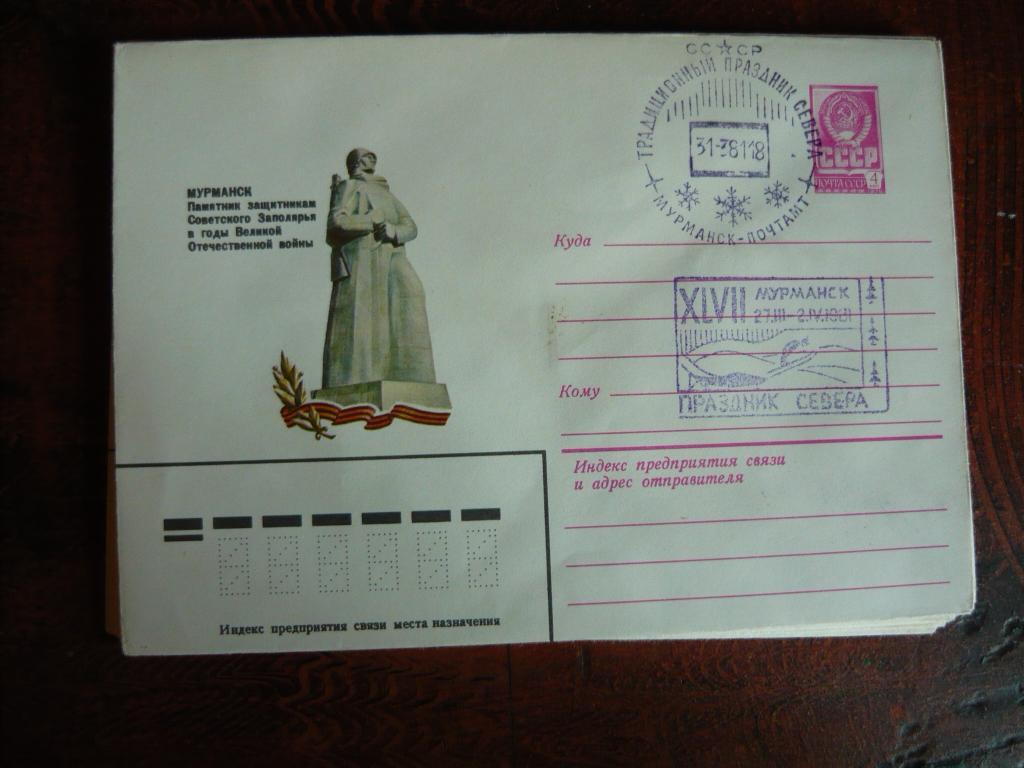 МУРМАНСК
Памятник защитникам
Советского Заполярья
в годы Великой
Отечественной войны
СС СР
ТРАДИЦИОННЫЙ ПРАЗДНИК СЕВЕРА
31-3-81 18
МУРМАНСК-ПОЧТАМТ
СССР
ПОЧТА СССР
4
Куда
XLVII МУРМАНСК
27.III-2.IV.1981
ПРАЗДНИК СЕВЕРА
Кому
Индекс предприятия связи
и адрес отправителя
Индекс предприятия связи места назначения